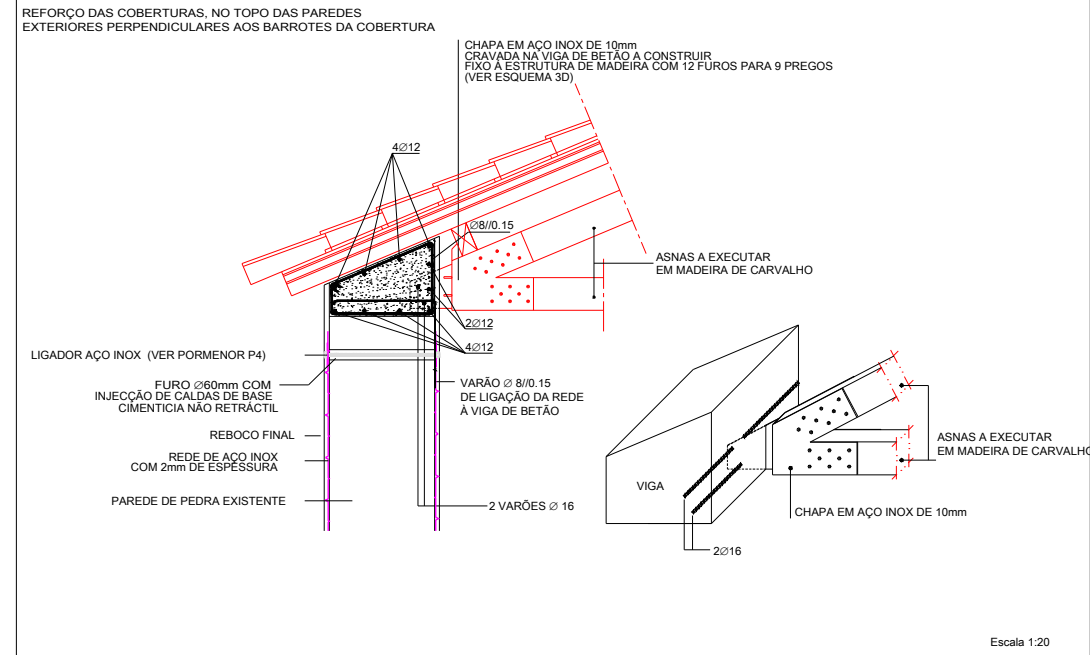 REFORÇO DAS COBERTURAS, NO TOPO DAS PAREDES
EXTERIORES PERPENDICULARES AOS BARROTES DA COBERTURA
CHAPA EM AÇO INOX DE 10mm
CRAVADA NA VIGA DE BETÃO A CONSTRUIR
FIXO À ESTRUTURA DE MADEIRA COM 12 FUROS PARA 9 PREGOS
(VER ESQUEMA 3D)
4∅12
∅8//0.15
ASNAS A EXECUTAR
EM MADEIRA DE CARVALHO
2∅12
4∅12
LIGADOR AÇO INOX (VER PORMENOR P4)
FURO ∅60mm COM
INJECÇÃO DE CALDAS DE BASE
CIMENTICIA NÃO RETRÁCTIL
VARÃO ∅ 8//0.15
DE LIGAÇÃO DA REDE
À VIGA DE BETÃO
REBOCO FINAL
REDE DE AÇO INOX
COM 2mm DE ESPESSURA
PAREDE DE PEDRA EXISTENTE
2 VARÕES ∅ 16
VIGA
ASNAS A EXECUTAR
EM MADEIRA DE CARVALHO
CHAPA EM AÇO INOX DE 10mm
2∅16
Escala 1:20